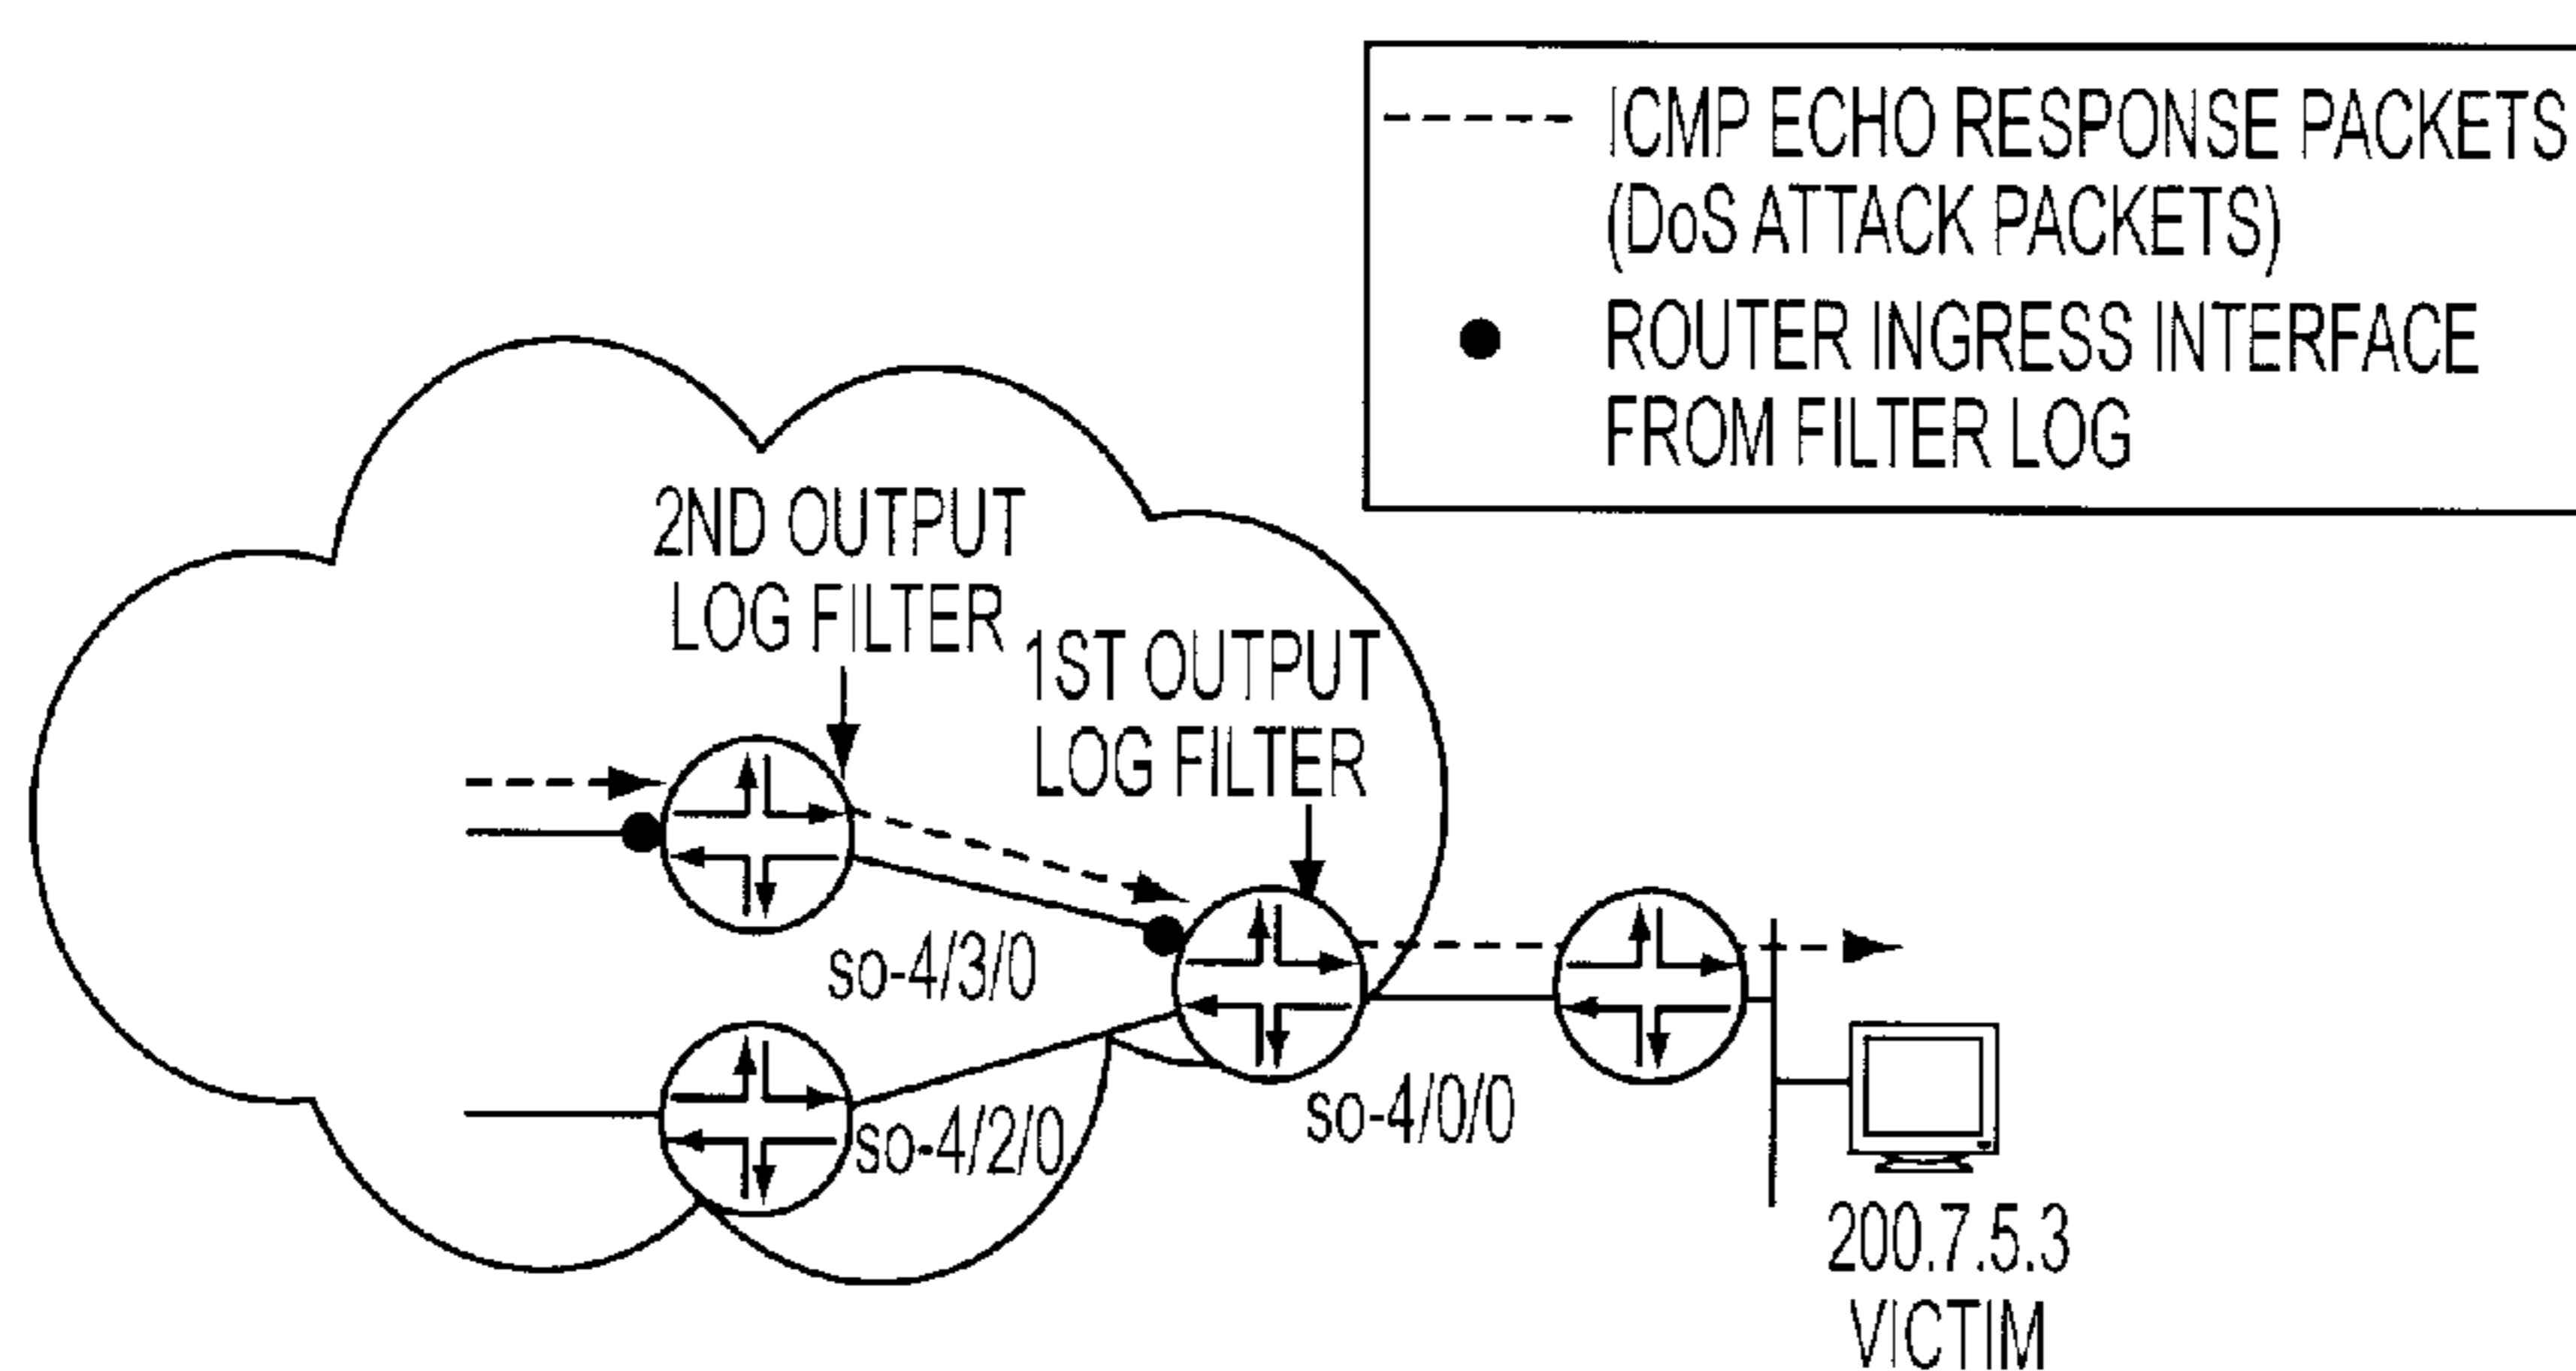 ICMP ECHO RESPONSE PACKETS
(DoS ATTACK PACKETS)
ROUTER INGRESS INTERFACE
FROM FILTER LOG
2ND OUTPUT
LOG FILTER
1ST OUTPUT
LOG FILTER
so-4/3/0
so-4/2/0
so-4/0/0
200.7.5.3
VICTIM